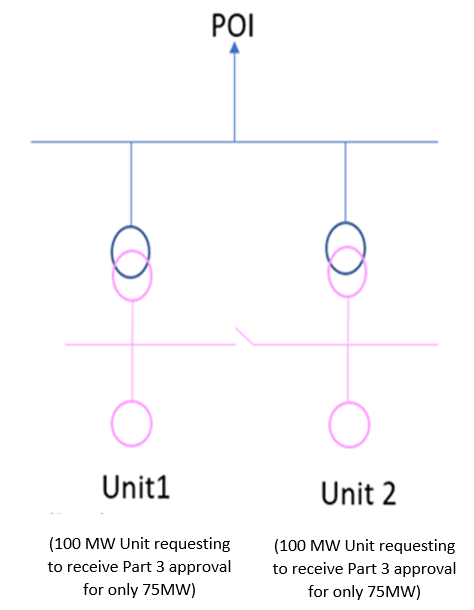 POI
Unit1
Unit 2
(100 MW Unit requesting
to receive Part 3 approval
for only 75MW)
(100 MW Unit requesting
to receive Part 3 approval
for only 75MW)